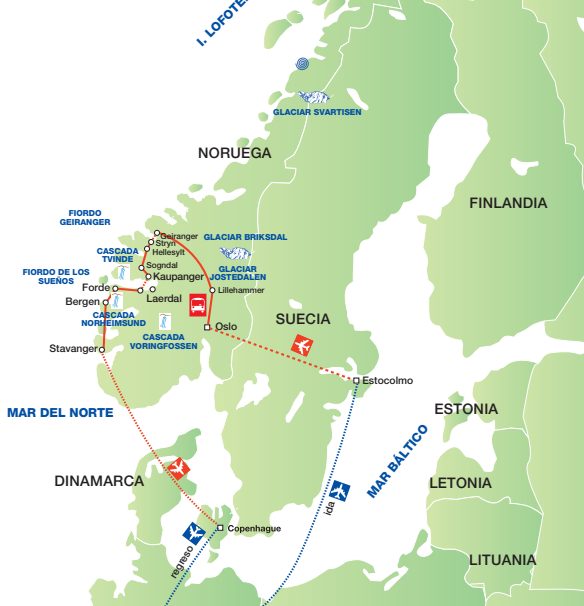 I. LOFOTE
GLACIAR SVARTISEN
NORUEGA
FINLANDIA
FIORDO
GEIRANGER
Geiranger
Stryn
Hellesylt
GLACIAR BRIKSDAL
CASCADA
TVINDE
Sogndal
GLACIAR
JOSTEDALEN
FIORDO DE LOS
SUEÑOS
Kaupanger
Forde
Lillehammer
Laerdal
Bergen
CASCADA
NORHEIMSUND
SUECIA
Oslo
CASCADA
VORINGFOSSEN
Stavanger
Estocolmo
MAR DEL NORTE
ESTONIA
MAR BÁLTICO
DINAMARCA
LETONIA
ida
Copenhague
regreso
LITUANIA